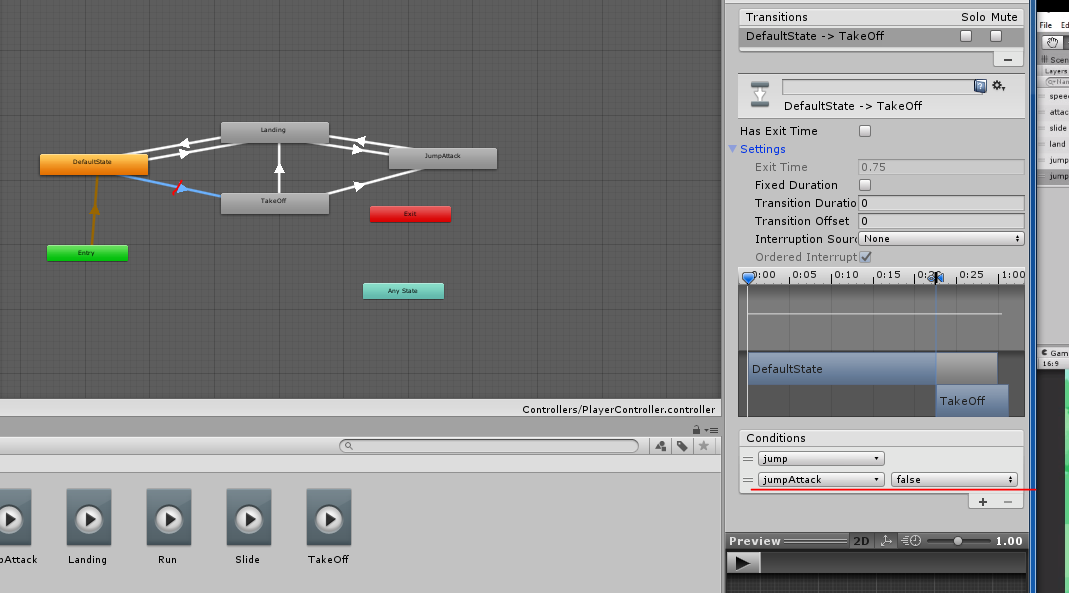 Transitions Solo Mute
DefaultState -> TakeOff
DefaultState -> TakeOff
Has Exit Time
Settings
Exit Time 0.75
Fixed Duration
Transition Duratio 0
Transition Offset 0
Interruption Sourc None
Ordered Interrupt
0:00 0:05 0:10 0:15 0:20 0:25 1:00
DefaultState
TakeOff
Conditions
jump
jumpAttack false
Preview 2D 1.00
Landing
DefaultState
JumpAttack
TakeOff
Exit
Entry
Any State
Controllers/PlayerController.controller
pAttack Landing Run Slide TakeOff
File Ed
Scen
Layers
spee
attac
slide
land
jump
jump
Gam
16:9